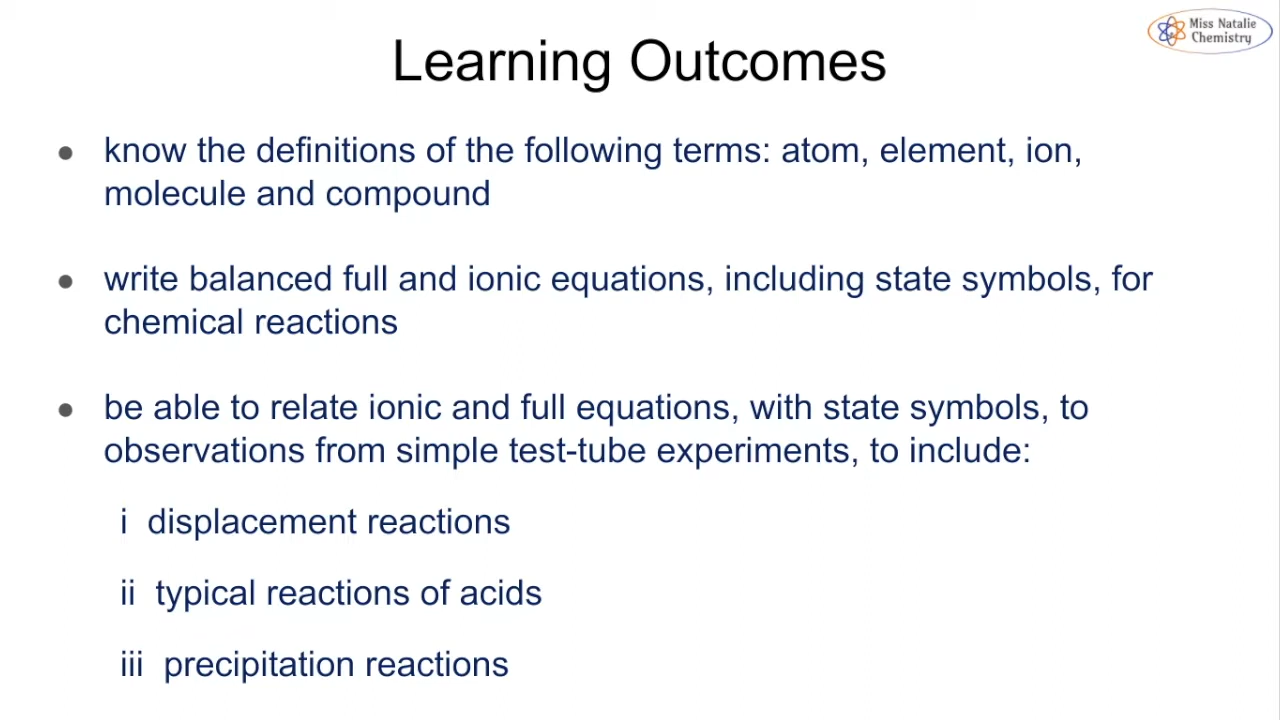 Miss Natalie
Chemistry
Learning Outcomes
● know the definitions of the following terms: atom, element, ion,
molecule and compound
● write balanced full and ionic equations, including state symbols, for
chemical reactions
● be able to relate ionic and full equations, with state symbols, to
observations from simple test-tube experiments, to include:
i displacement reactions
ii typical reactions of acids
iii precipitation reactions